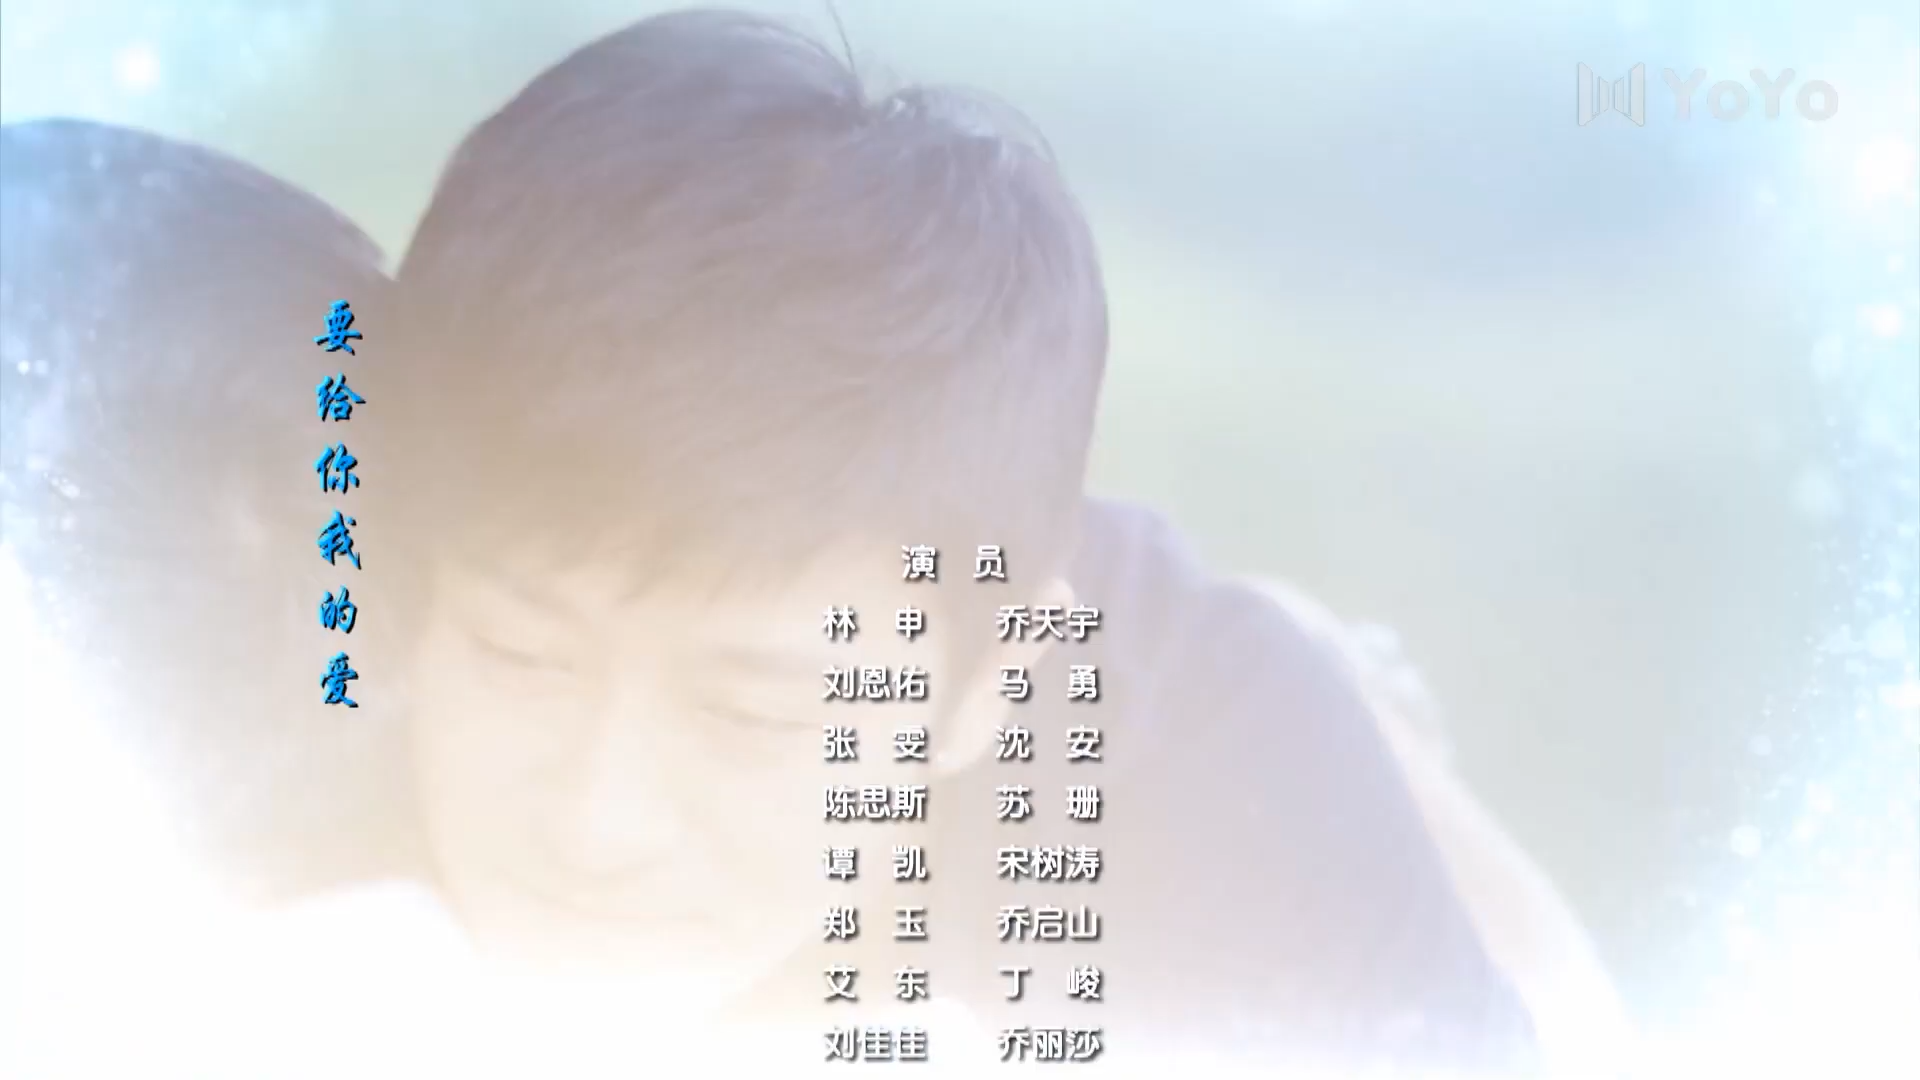 YoYo
要给你我的爱
演 员
林 申 乔天宇
刘恩佑 马 勇
张 雯 沈 安
陈思斯 苏 珊
谭 凯 宋树涛
郑 玉 乔启山
艾 东 丁 峻
刘佳佳 乔丽莎